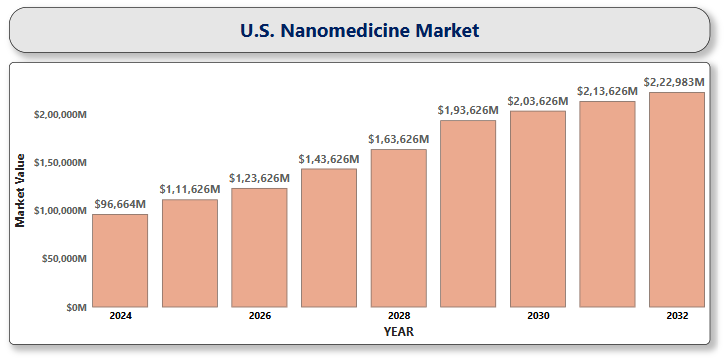 U.S. Nanomedicine Market
$2,22,983M
$2,13,626M
$2,03,626M
$1,93,626M
$1,63,626M
$1,43,626M
$1,23,626M
$1,11,626M
$96,664M
$2,00,000M
$1,50,000M
$1,00,000M
$50,000M
$0M
Market Value
2024 2026 2028 2030 2032
YEAR